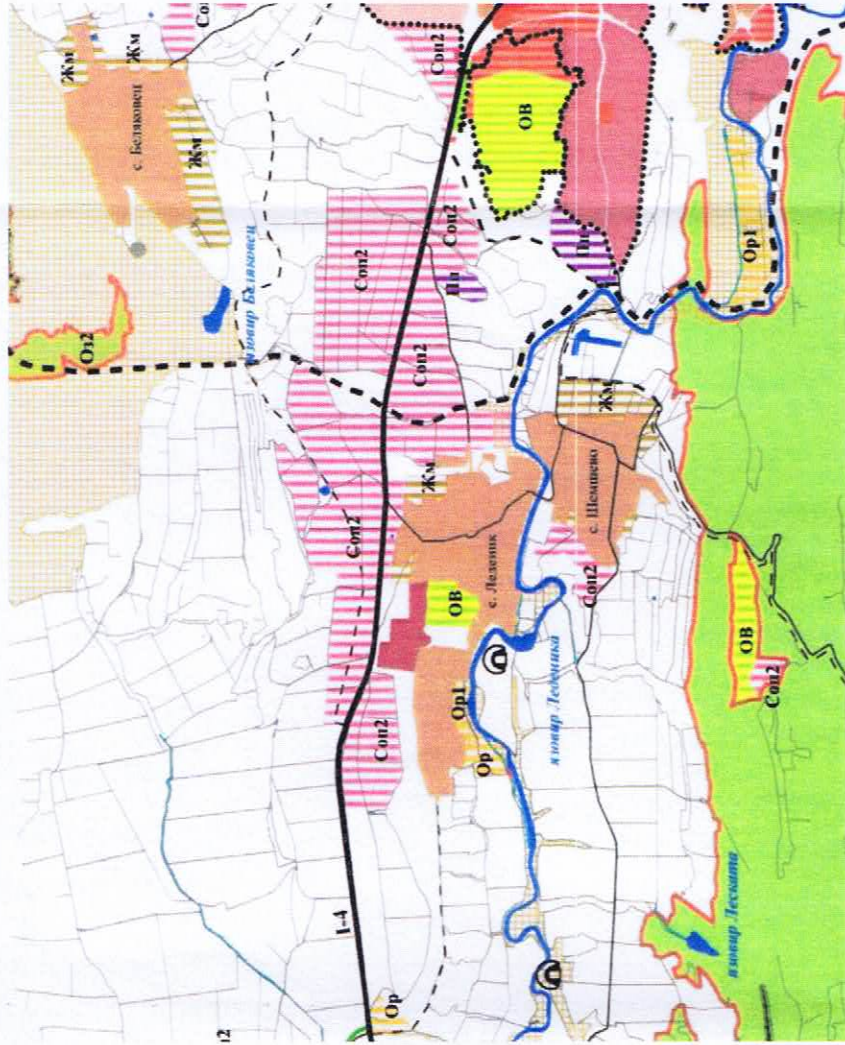 Жм
Жм
Со
с. Беляковец
Жм
язовир Беляковец
Оз2
Соп2
ОВ
Соп2
Соп2
Пп
Пп
Соп2
Ор1
Жм
Жм
Соп2
с. Леденик
с. Шемшево
ОВ
Соп2
ОВ
Соп2
Соп2
Ор1
Ор
язовир Леденика
I-4
Ор
язовир Леската